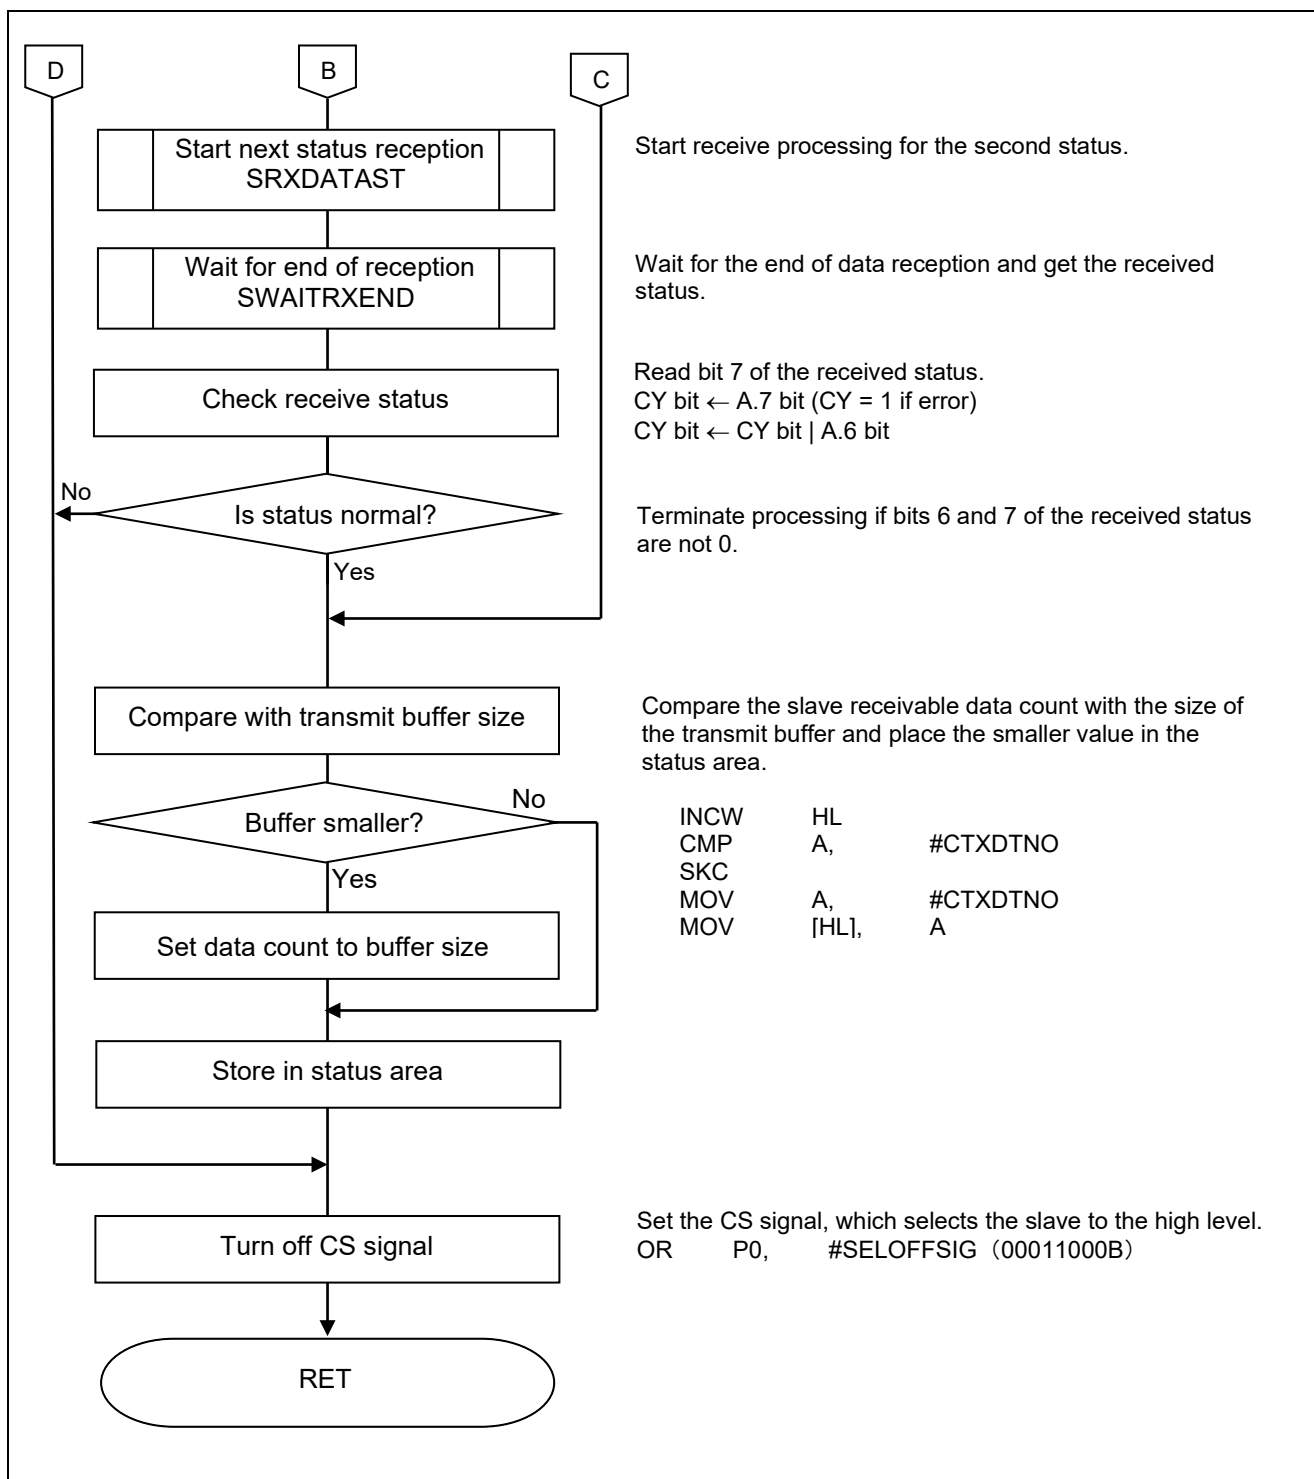 D
B
C
Start next status reception
SRXDATAST
Start receive processing for the second status.
Wait for end of reception
SWAITRXEND
Wait for the end of data reception and get the received
status.
Check receive status
Read bit 7 of the received status.
CY bit ← A.7 bit (CY = 1 if error)
CY bit ← CY bit | A.6 bit
No
Is status normal?
Yes
Terminate processing if bits 6 and 7 of the received status
are not 0.
Compare with transmit buffer size
Compare the slave receivable data count with the size of
the transmit buffer and place the smaller value in the
status area.
Buffer smaller?
No
Yes
INCW HL
CMP A, #CTXDTNO
SKC
MOV A, #CTXDTNO
MOV [HL], A
Set data count to buffer size
Store in status area
Turn off CS signal
Set the CS signal, which selects the slave to the high level.
OR P0, #SELOFFSIG（00011000B）
RET